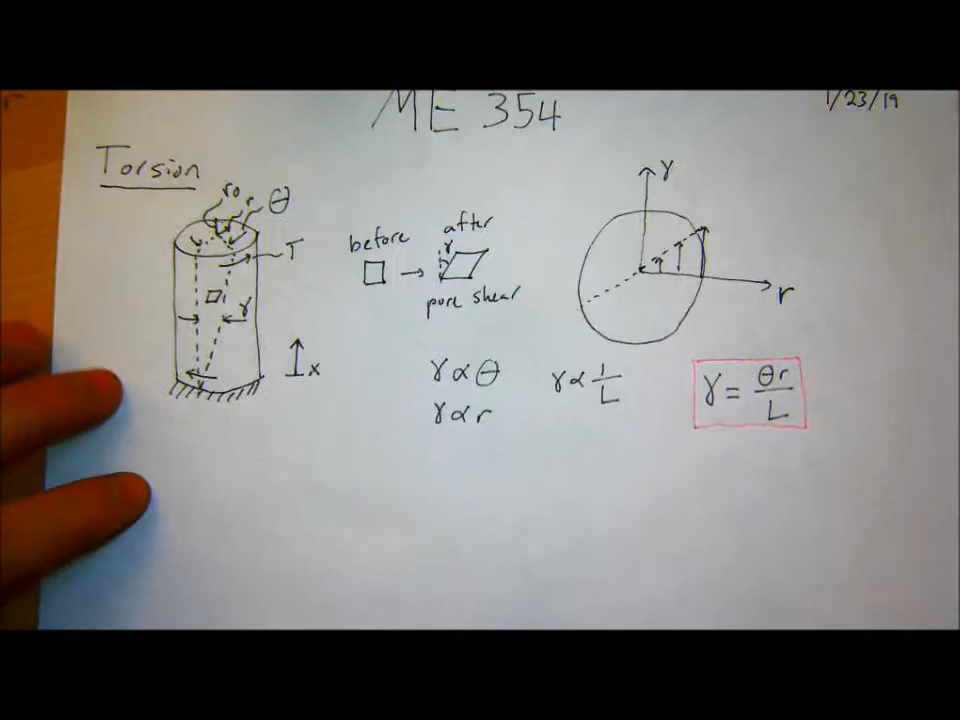 ME 354
1/23/19
Torsion
r₀
r
θ
T
γ
x
before
after
γ
pure shear
γ
r
γ ∝ θ
γ ∝ r
γ ∝ 1/L
γ = θr/L